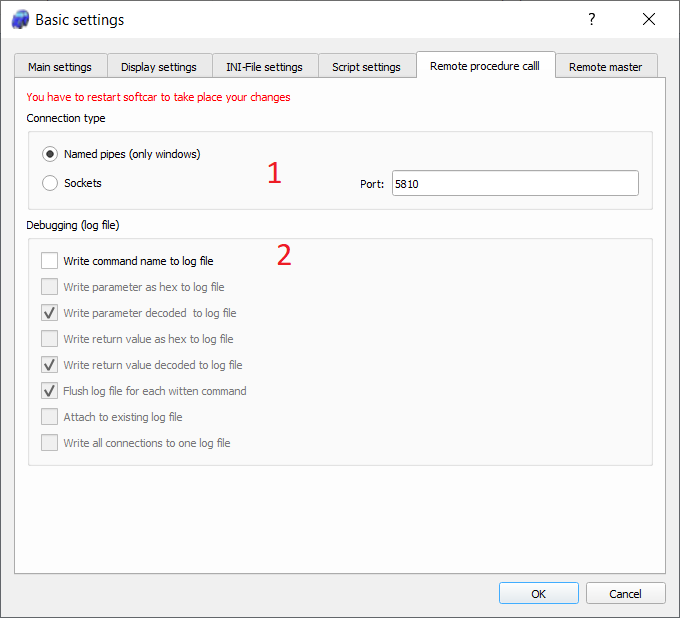 Basic settings
?
Main settings
Display settings
INI-File settings
Script settings
Remote procedure calll
Remote master
You have to restart softcar to take place your changes
Connection type
Named pipes (only windows)
1
Sockets
Port: 5810
Debugging (log file)
2
Write command name to log file
Write parameter as hex to log file
Write parameter decoded  to log file
Write return value as hex to log file
Write return value decoded to log file
Flush log file for each witten command
Attach to existing log file
Write all connections to one log file
OK
Cancel